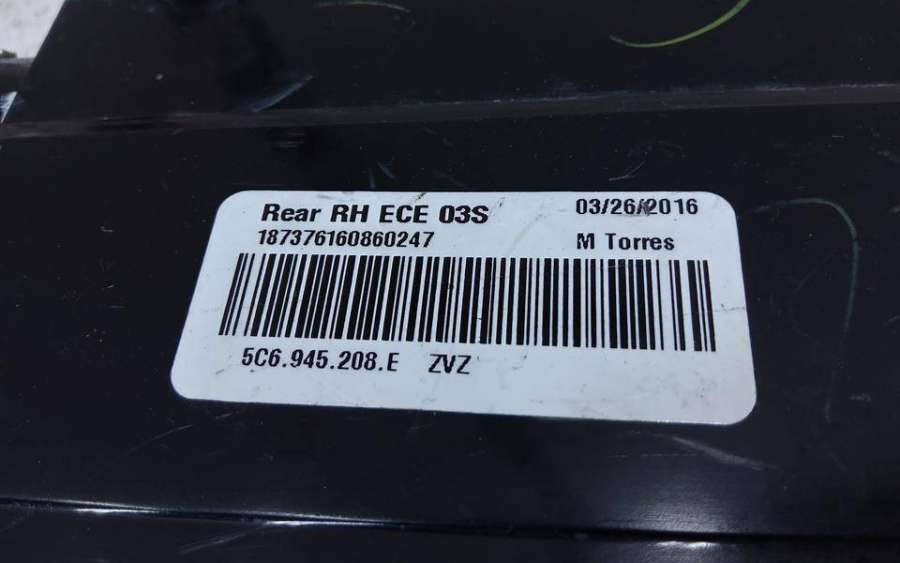 Rear RH ECE 03S 03/26/2016
187376160860247 M Torres
5C6.945.208.E ZVZ